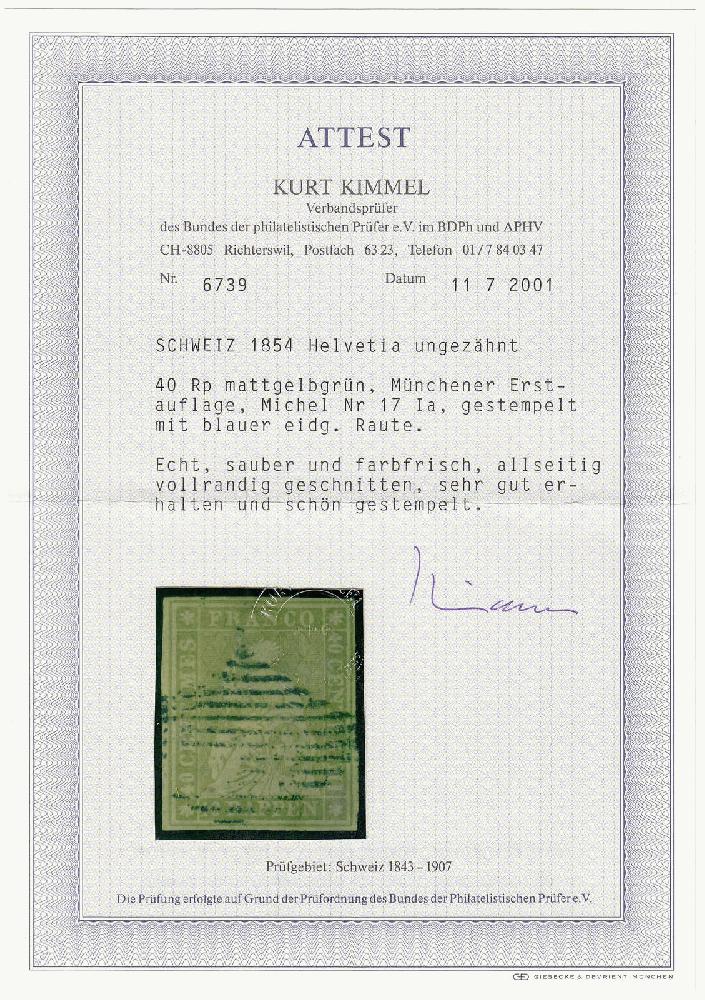 ATTEST
KURT KIMMEL
Verbandsprüfer
des Bundes der philatelistischen Prüfer e.V. im BDPh und APHV
CH-8805 Richterswil, Postfach 63 23, Telefon 01/7 84 03 47
Nr. 6739 Datum 11 7 2001
SCHWEIZ 1854 Helvetia ungezähnt
40 Rp mattgelbgrün, Münchener Erst-
auflage, Michel Nr 17 Ia, gestempelt
mit blauer eidg. Raute.
Echt, sauber und farbfrisch, allseitig
vollrandig geschnitten, sehr gut er-
halten und schön gestempelt.
FRANCO
Prüfgebiet: Schweiz 1843 – 1907
Die Prüfung erfolgte auf Grund der Prüfordnung des Bundes der Philatelistischen Prüfer e.V.
GIESECKE & DEVRIENT MÜNCHEN